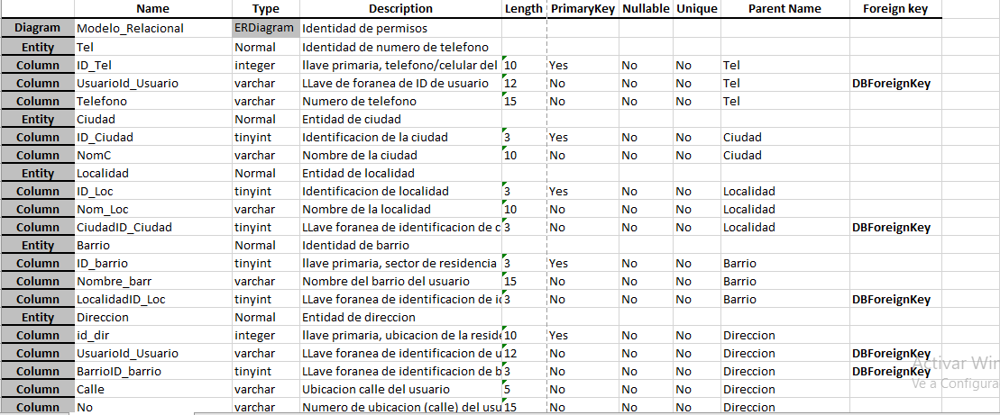 Name Type Description Length PrimaryKey Nullable Unique Parent Name Foreign key
Diagram Modelo_Relacional ERDiagram Identidad de permisos
Entity Tel Normal Identidad de numero de telefono
Column ID_Tel integer llave primaria, telefono/celular del 10 Yes No No Tel
Column UsuarioId_Usuario varchar LLave de foranea de ID de usuario 12 No No No Tel DBForeignKey
Column Telefono varchar Numero de telefono 15 No No No Tel
Entity Ciudad Normal Entidad de ciudad
Column ID_Ciudad tinyint Identificacion de la ciudad 3 Yes No No Ciudad
Column NomC varchar Nombre de la ciudad 10 No No No Ciudad
Entity Localidad Normal Entidad de localidad
Column ID_Loc tinyint Identificacion de localidad 3 Yes No No Localidad
Column Nom_Loc varchar Nombre de la localidad 10 No No No Localidad
Column CiudadID_Ciudad tinyint LLave foranea de identificacion de c 3 No No No Localidad DBForeignKey
Entity Barrio Normal Identidad de barrio
Column ID_barrio tinyint llave primaria, sector de residencia 3 Yes No No Barrio
Column Nombre_barr varchar Nombre del barrio del usuario 15 No No No Barrio
Column LocalidadID_Loc tinyint LLave foranea de identificacion de id 3 No No No Barrio DBForeignKey
Entity Direccion Normal Entidad de direccion
Column id_dir integer llave primaria, ubicacion de la reside 10 Yes No No Direccion
Column UsuarioId_Usuario varchar LLave foranea de identificacion de u 12 No No No Direccion DBForeignKey
Column BarrioID_barrio tinyint LLave foranea de identificacion de b 3 No No No Direccion DBForeignKey
Activar Win
Column Calle varchar Ubicacion calle del usuario 5 No No No Direccion
Ve a Configura
Column No varchar Numero de ubicacion (calle) del usu 15 No No No Direccion